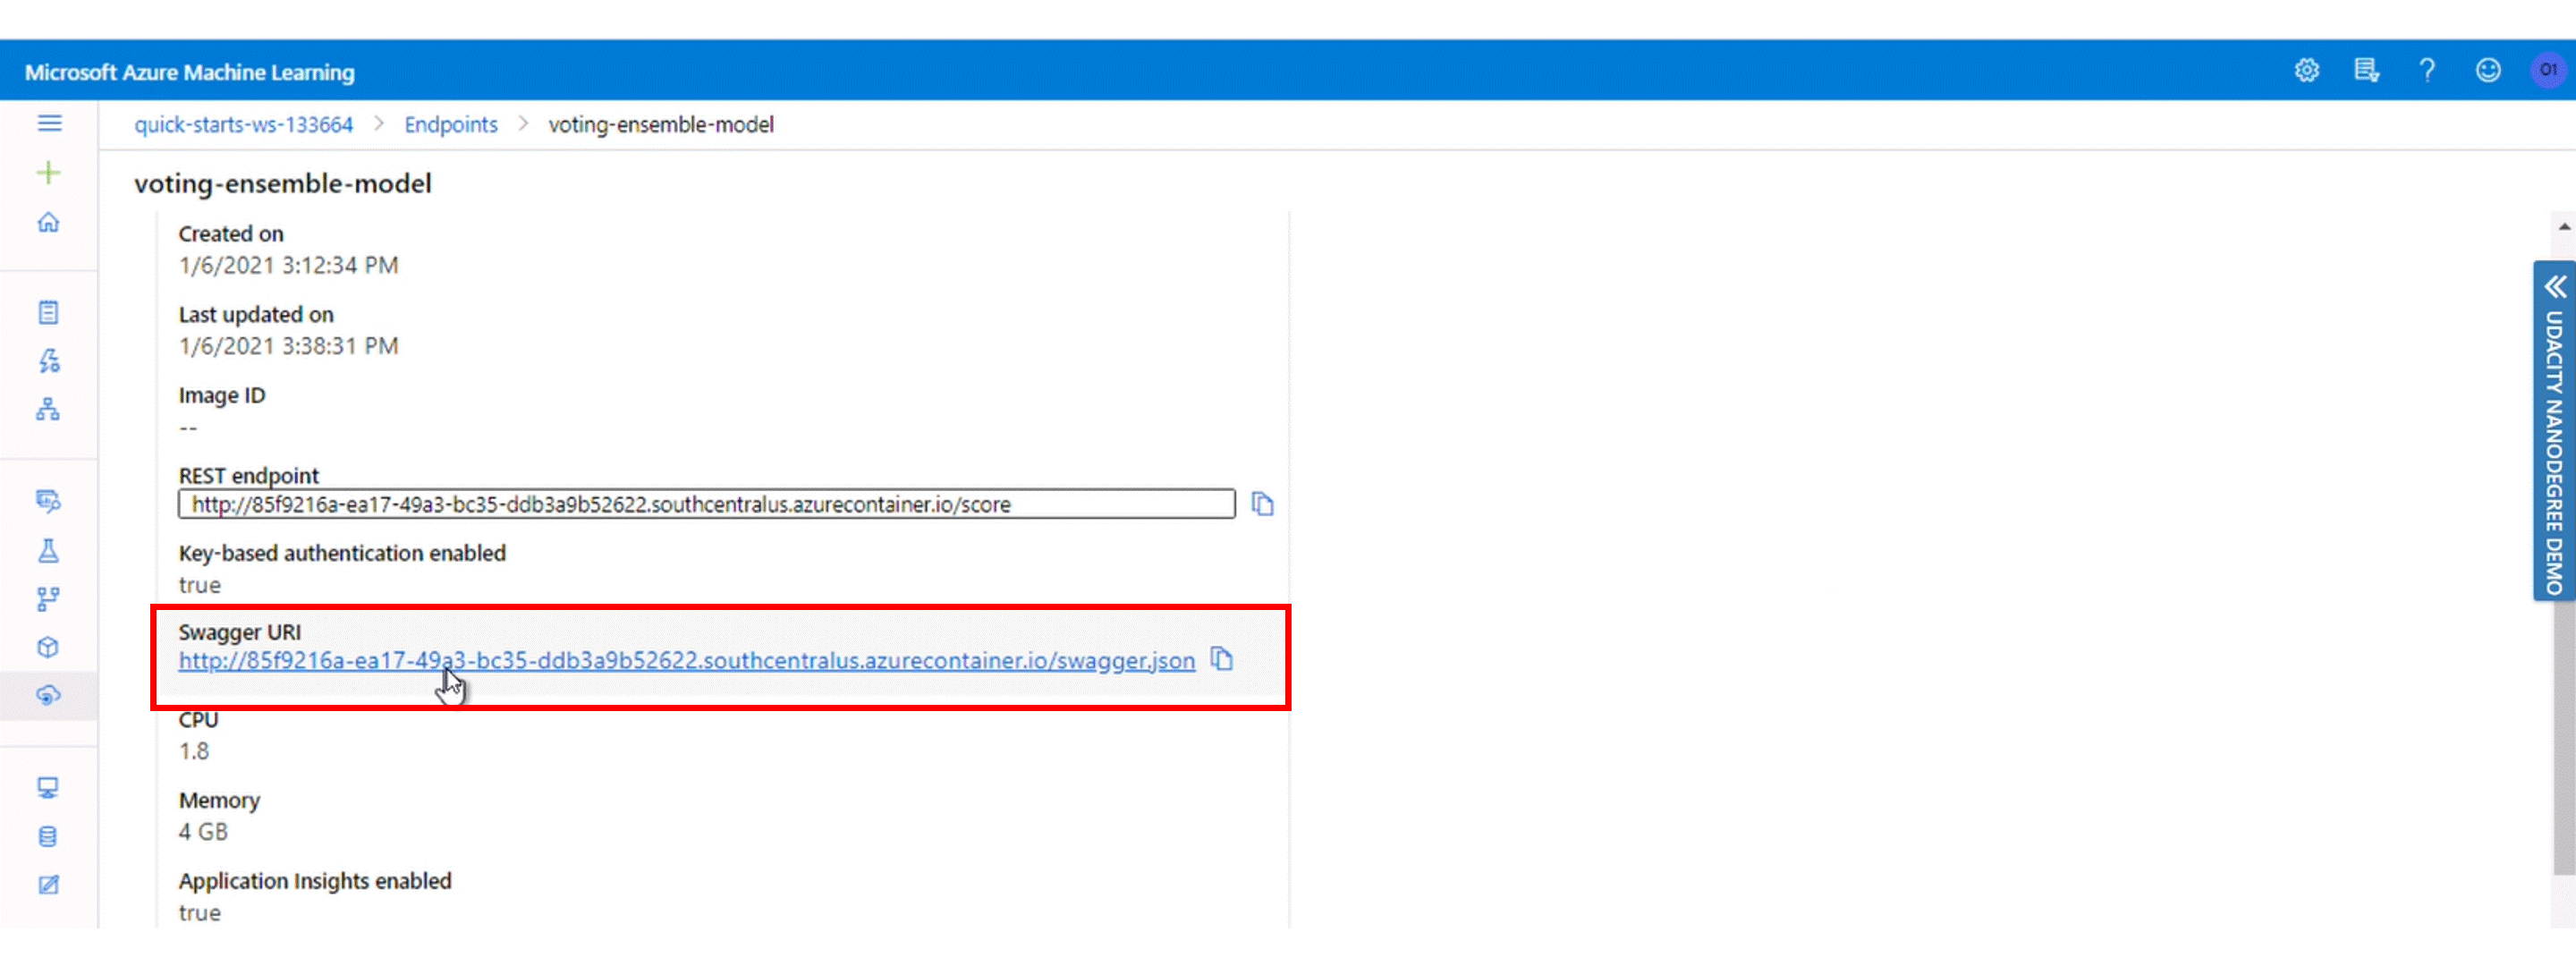 Microsoft Azure Machine Learning
01
quick-starts-ws-133664 > Endpoints > voting-ensemble-model
voting-ensemble-model
Created on
1/6/2021 3:12:34 PM
Last updated on
1/6/2021 3:38:31 PM
Image ID
--
REST endpoint
http://85f9216a-ea17-49a3-bc35-ddb3a9b52622.southcentralus.azurecontainer.io/score
Key-based authentication enabled
true
Swagger URI
http://85f9216a-ea17-49a3-bc35-ddb3a9b52622.southcentralus.azurecontainer.io/swagger.json
CPU
1.8
Memory
4 GB
Application Insights enabled
true
UDACITY NANODEGREE DEMO